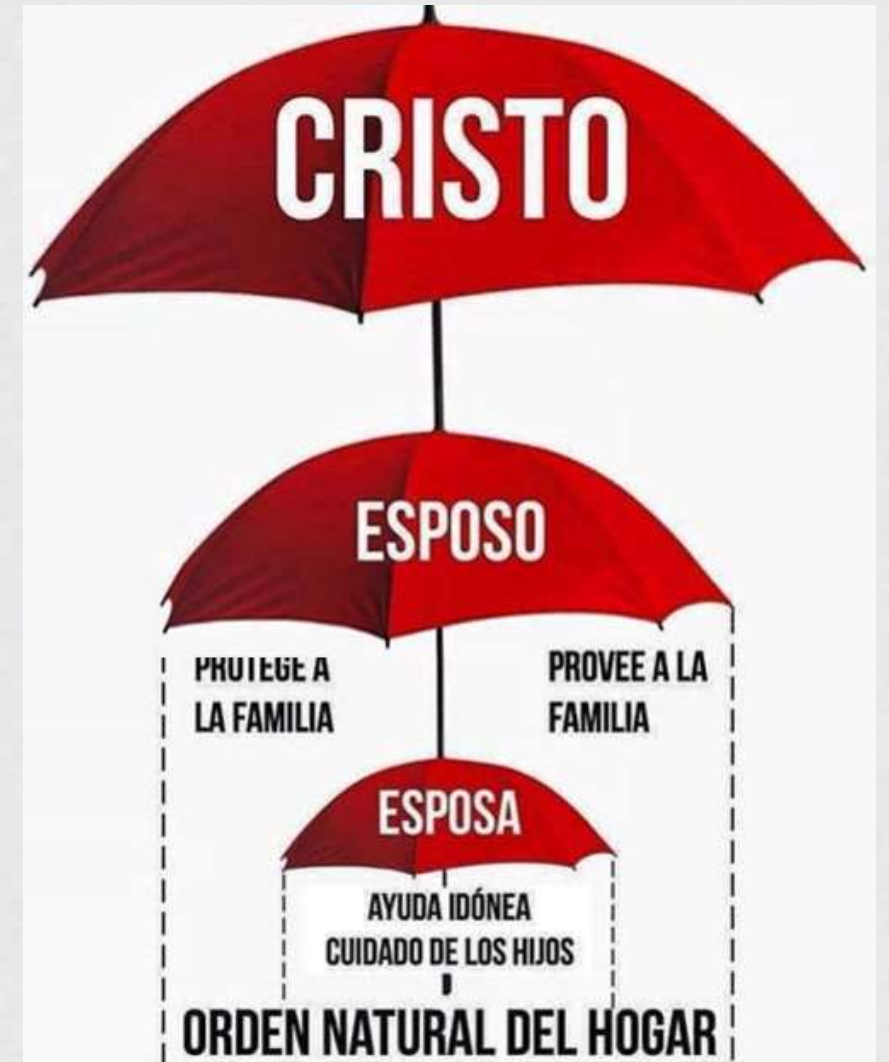 CRISTO
ESPOSO
PROTEGE A
LA FAMILIA
PROVEE A LA
FAMILIA
ESPOSA
AYUDA IDÓNEA
CUIDADO DE LOS HIJOS
ORDEN NATURAL DEL HOGAR